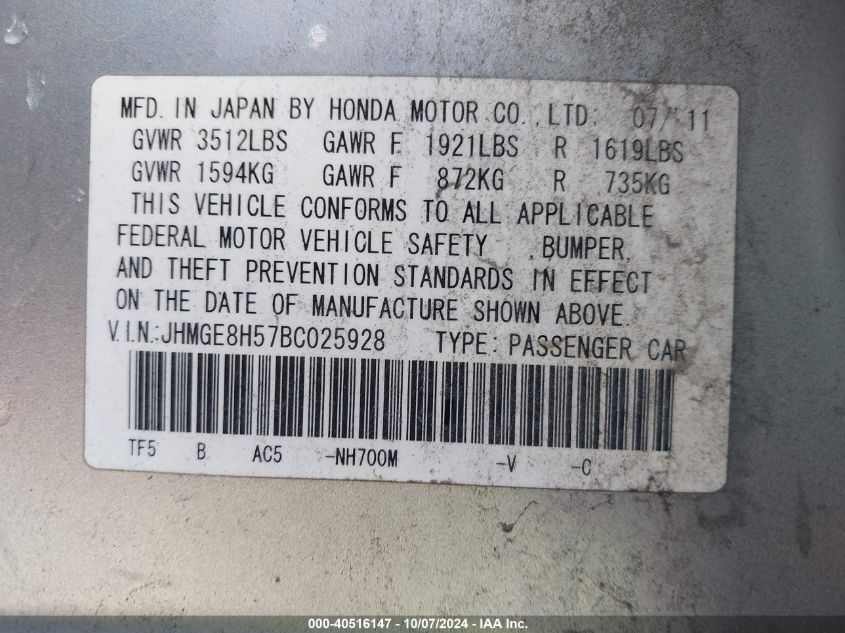 MFD. IN JAPAN BY HONDA MOTOR CO., LTD. 07/11
GVWR 3512LBS GAWR F 1921LBS R 1619LBS
GVWR 1594KG GAWR F 872KG R 735KG
THIS VEHICLE CONFORMS TO ALL APPLICABLE
FEDERAL MOTOR VEHICLE SAFETY , BUMPER,
AND THEFT PREVENTION STANDARDS IN EFFECT
ON THE DATE OF MANUFACTURE SHOWN ABOVE.
V.I.N.:JHMGE8H57BC025928 TYPE: PASSENGER CAR
TF5 B AC5 -NH700M -V -C
000-40516147 - 10/07/2024 - IAA Inc.